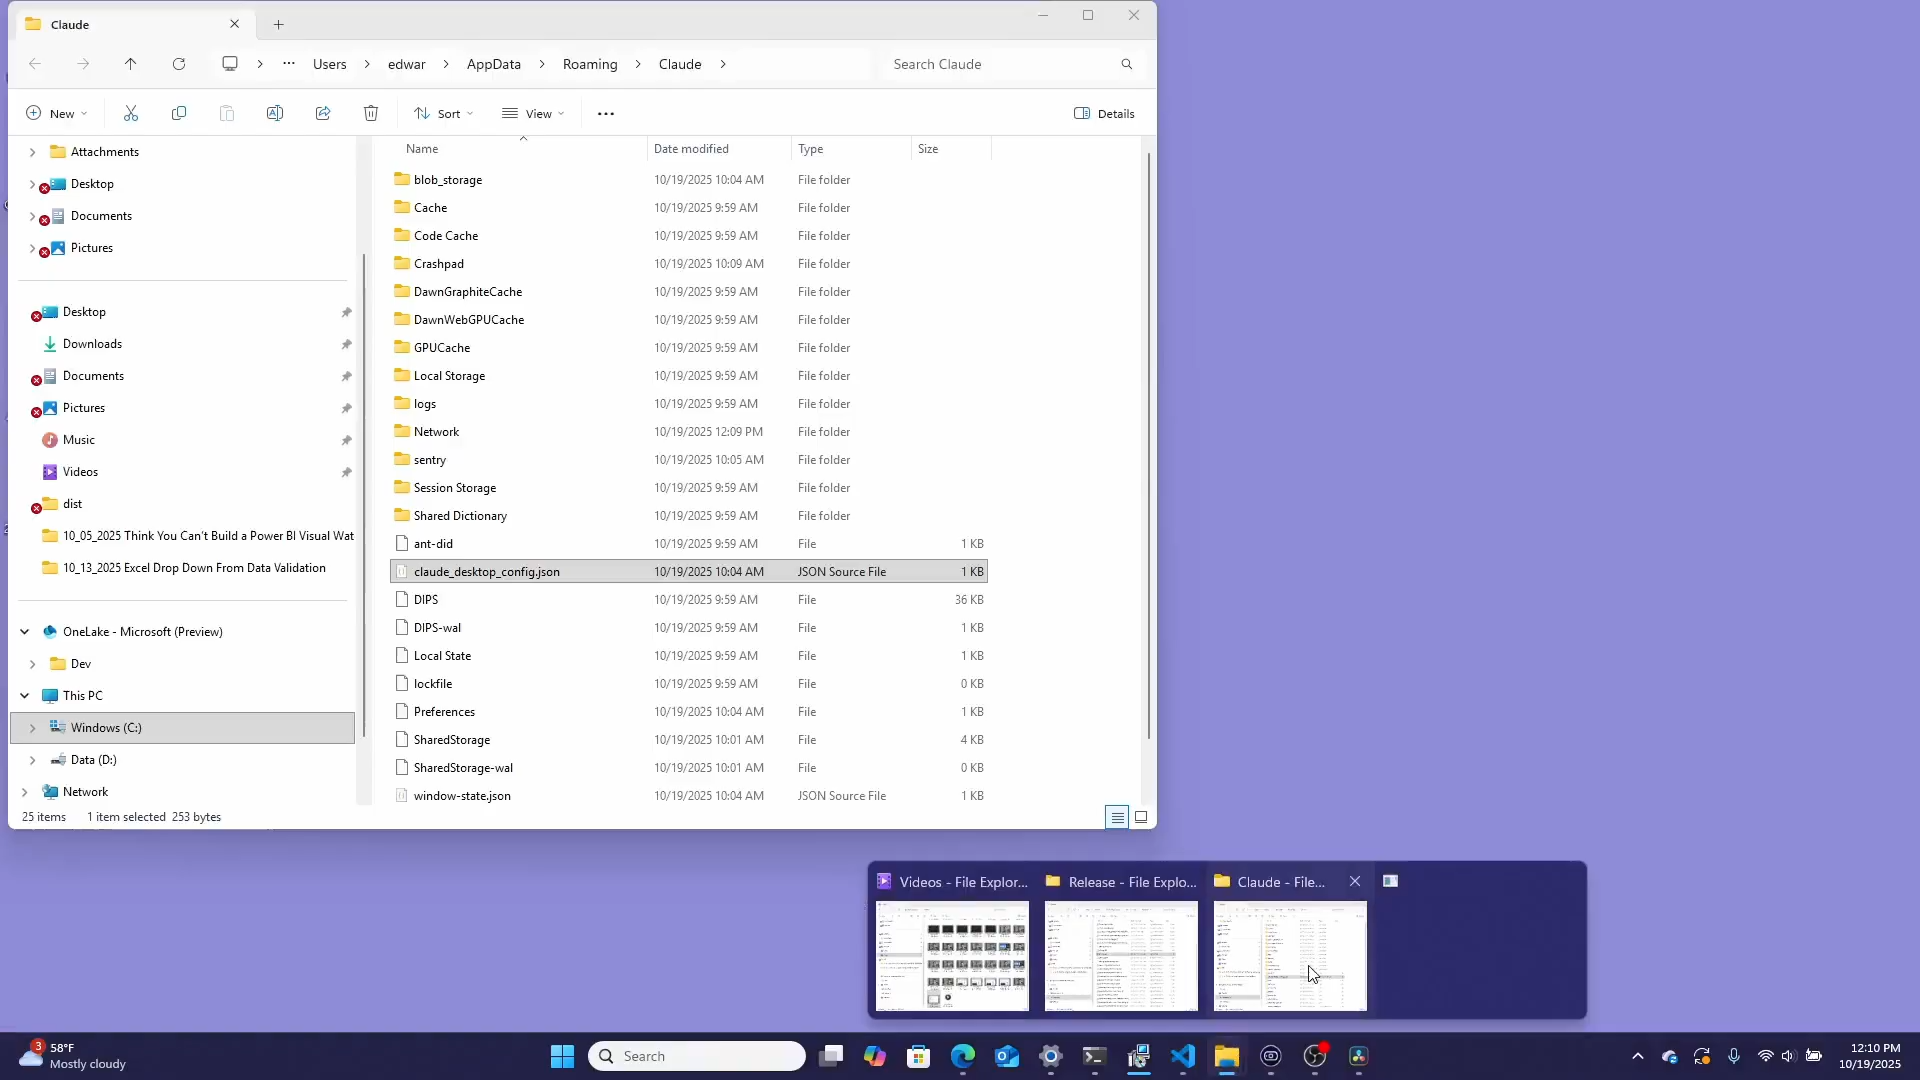 Claude
Users
edwar
AppData
Roaming
Claude
Search Claude
New
Sort
View
Details
Attachments
Desktop
Documents
Pictures
Desktop
Downloads
Documents
Pictures
Music
Videos
dist
10_05_2025 Think You Can't Build a Power BI Visual Wat
10_13_2025 Excel Drop Down From Data Validation
OneLake - Microsoft (Preview)
Dev
This PC
Windows (C:)
Data (D:)
Network
Name Date modified Type Size
blob_storage 10/19/2025 10:04 AM File folder
Cache 10/19/2025 9:59 AM File folder
Code Cache 10/19/2025 9:59 AM File folder
Crashpad 10/19/2025 10:09 AM File folder
DawnGraphiteCache 10/19/2025 9:59 AM File folder
DawnWebGPUCache 10/19/2025 9:59 AM File folder
GPUCache 10/19/2025 9:59 AM File folder
Local Storage 10/19/2025 9:59 AM File folder
logs 10/19/2025 9:59 AM File folder
Network 10/19/2025 12:09 PM File folder
sentry 10/19/2025 10:05 AM File folder
Session Storage 10/19/2025 9:59 AM File folder
Shared Dictionary 10/19/2025 9:59 AM File folder
ant-did 10/19/2025 9:59 AM File 1 KB
claude_desktop_config.json 10/19/2025 10:04 AM JSON Source File 1 KB
DIPS 10/19/2025 9:59 AM File 36 KB
DIPS-wal 10/19/2025 9:59 AM File 1 KB
Local State 10/19/2025 9:59 AM File 1 KB
lockfile 10/19/2025 9:59 AM File 0 KB
Preferences 10/19/2025 10:04 AM File 1 KB
SharedStorage 10/19/2025 10:01 AM File 4 KB
SharedStorage-wal 10/19/2025 10:01 AM File 0 KB
window-state.json 10/19/2025 10:04 AM JSON Source File 1 KB
25 items 1 item selected 253 bytes
Videos - File Explor...
Release - File Explo...
Claude - File...
3
58°F
Mostly cloudy
Search
12:10 PM
10/19/2025